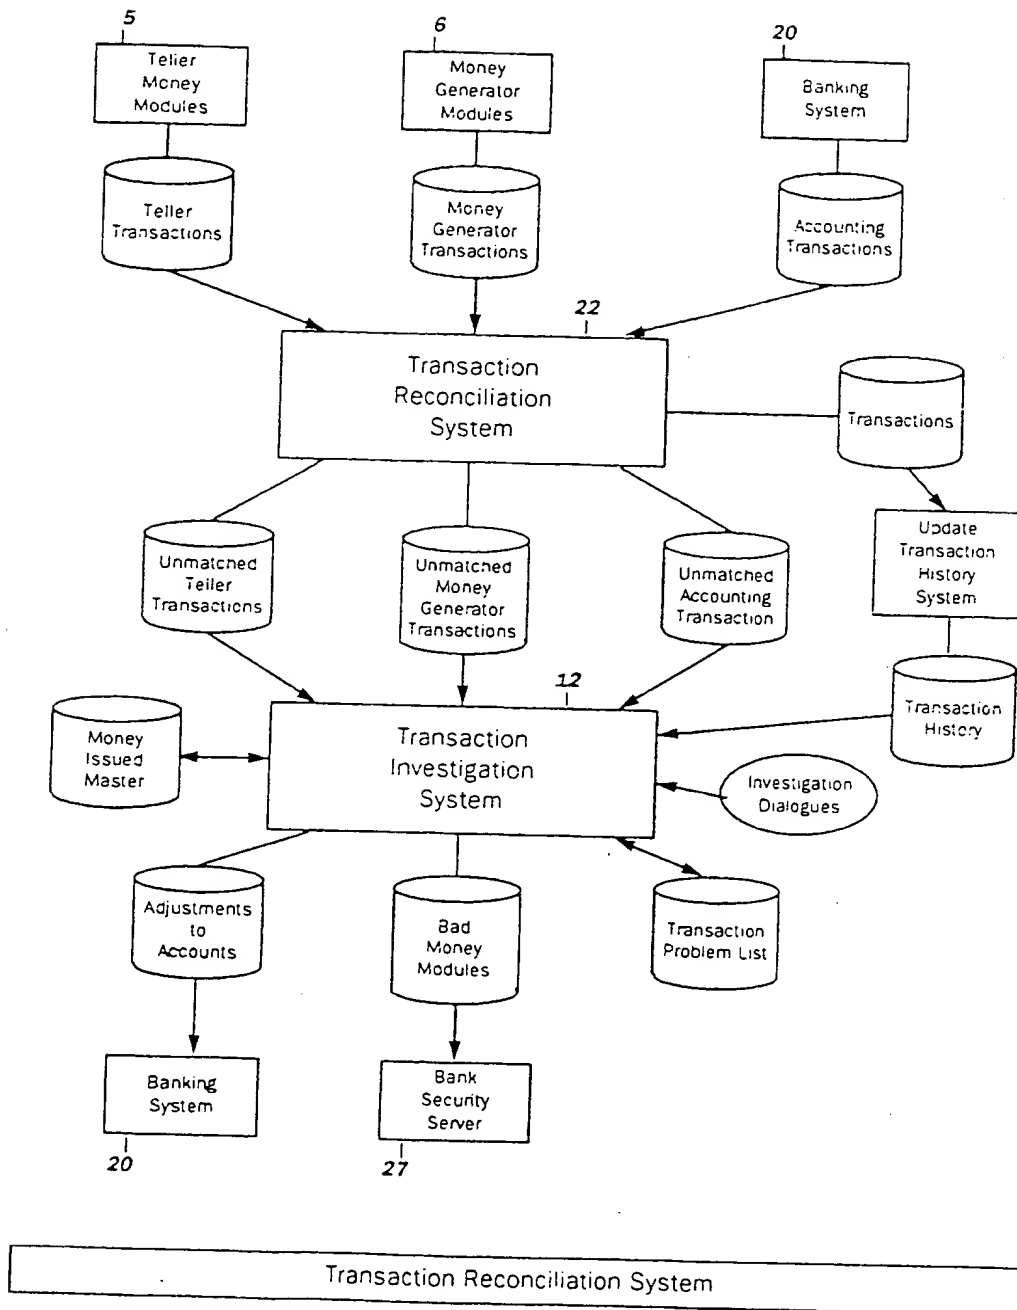 5
6
20
Teller
Money
Modules
Money
Generator
Modules
Banking
System
Teller
Transactions
Money
Generator
Transactions
Accounting
Transactions
22
Transaction
Reconciliation
System
Transactions
Unmatched
Teller
Transactions
Unmatched
Money
Generator
Transactions
Unmatched
Accounting
Transaction
Update
Transaction
History
System
12
Money
Issued
Master
Transaction
Investigation
System
Transaction
History
Investigation
Dialogues
Adjustments
to
Accounts
Bad
Money
Modules
Transaction
Problem List
Banking
System
Bank
Security
Server
20
27
Transaction Reconciliation System